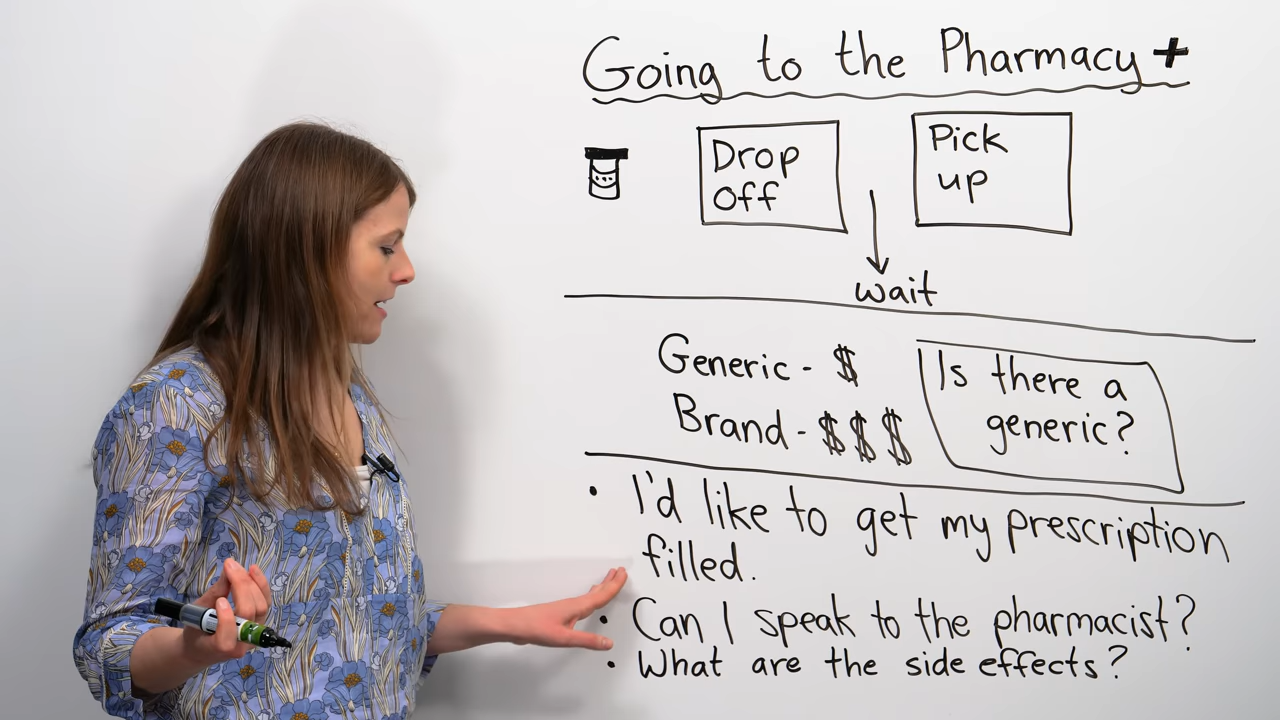 Going to the Pharmacy +
Drop
Off
Pick
up
wait
Generic - $
Brand - $$$
Is there a
generic?
• I'd like to get my prescription
filled.
• Can I speak to the pharmacist?
• What are the side effects?